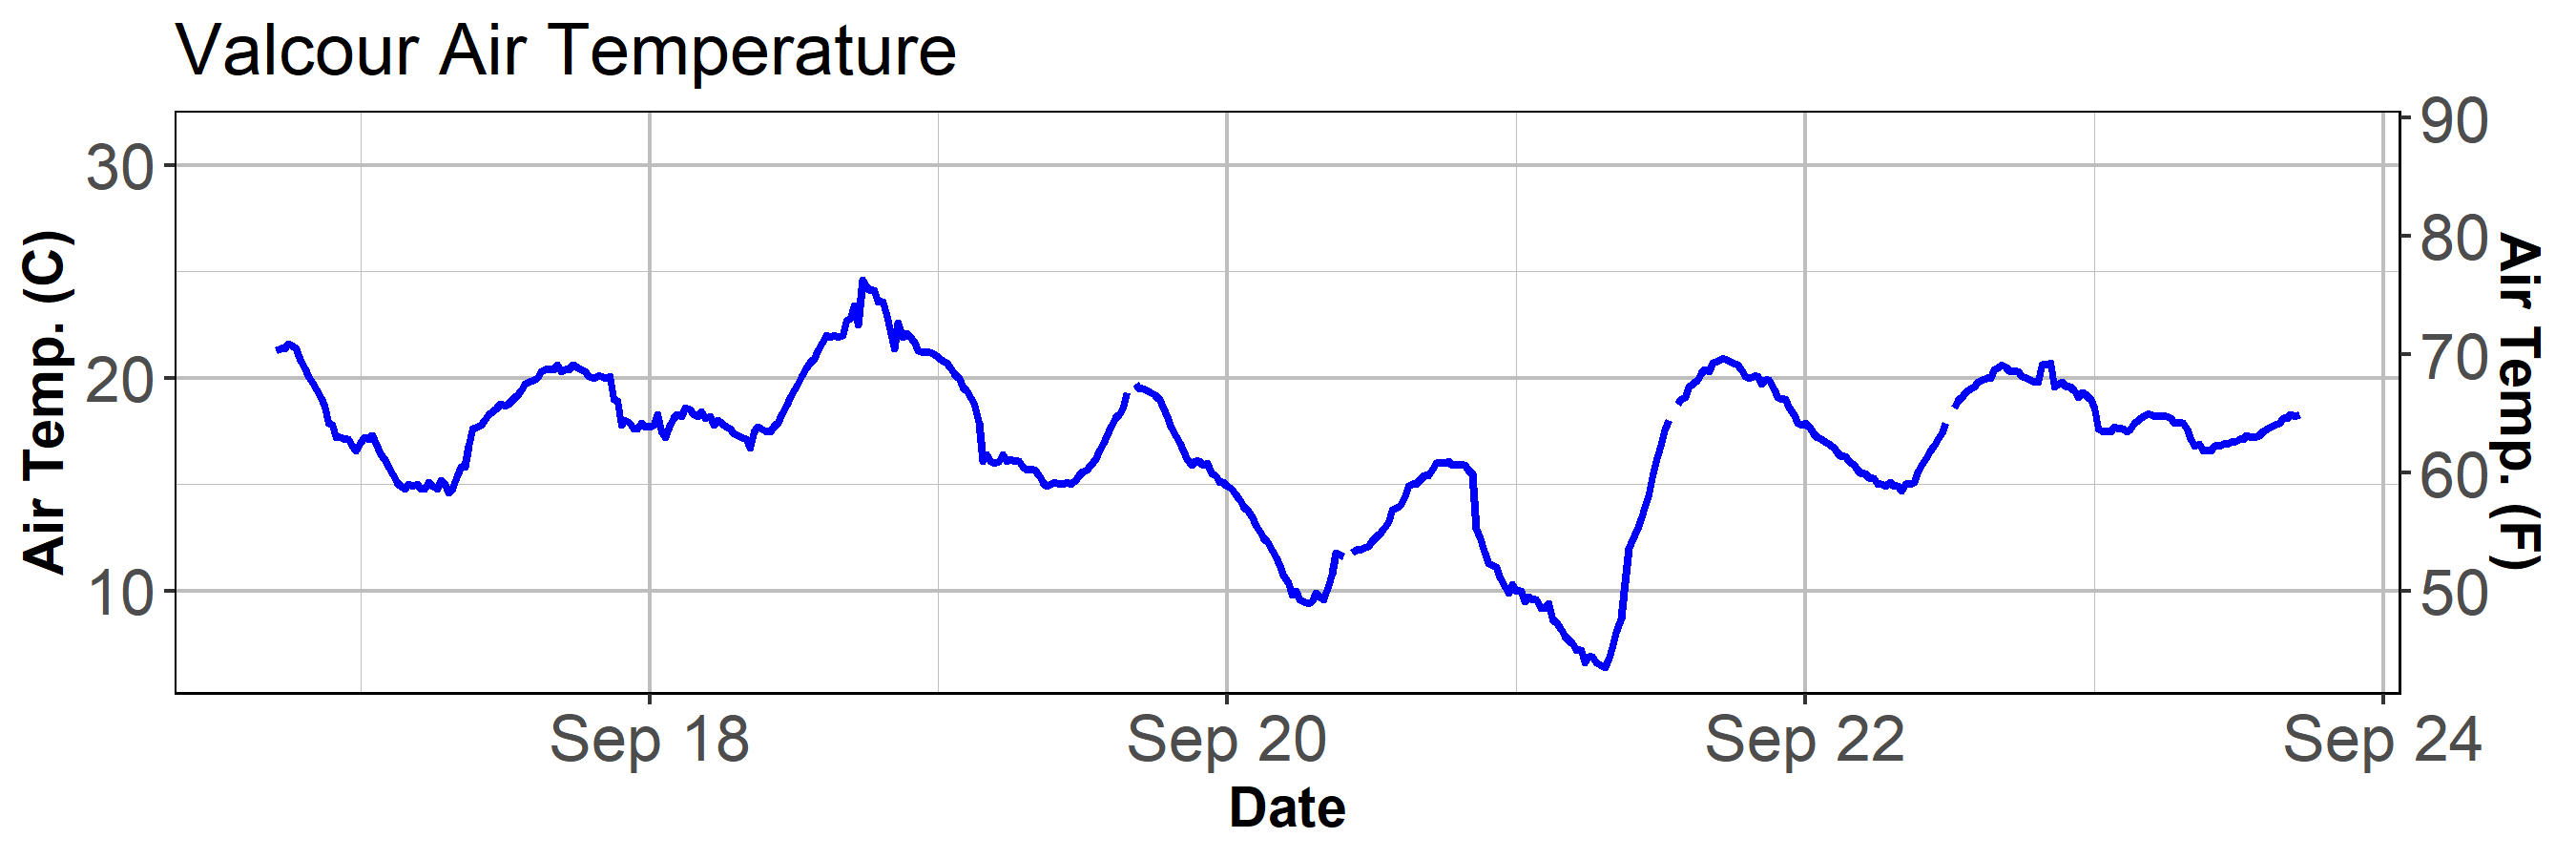 Valcour Air Temperature
Air Temp. (C)
30
20
10
90
80
70
60
50
Air Temp. (F)
Sep 18 Sep 20 Sep 22 Sep 24
Date